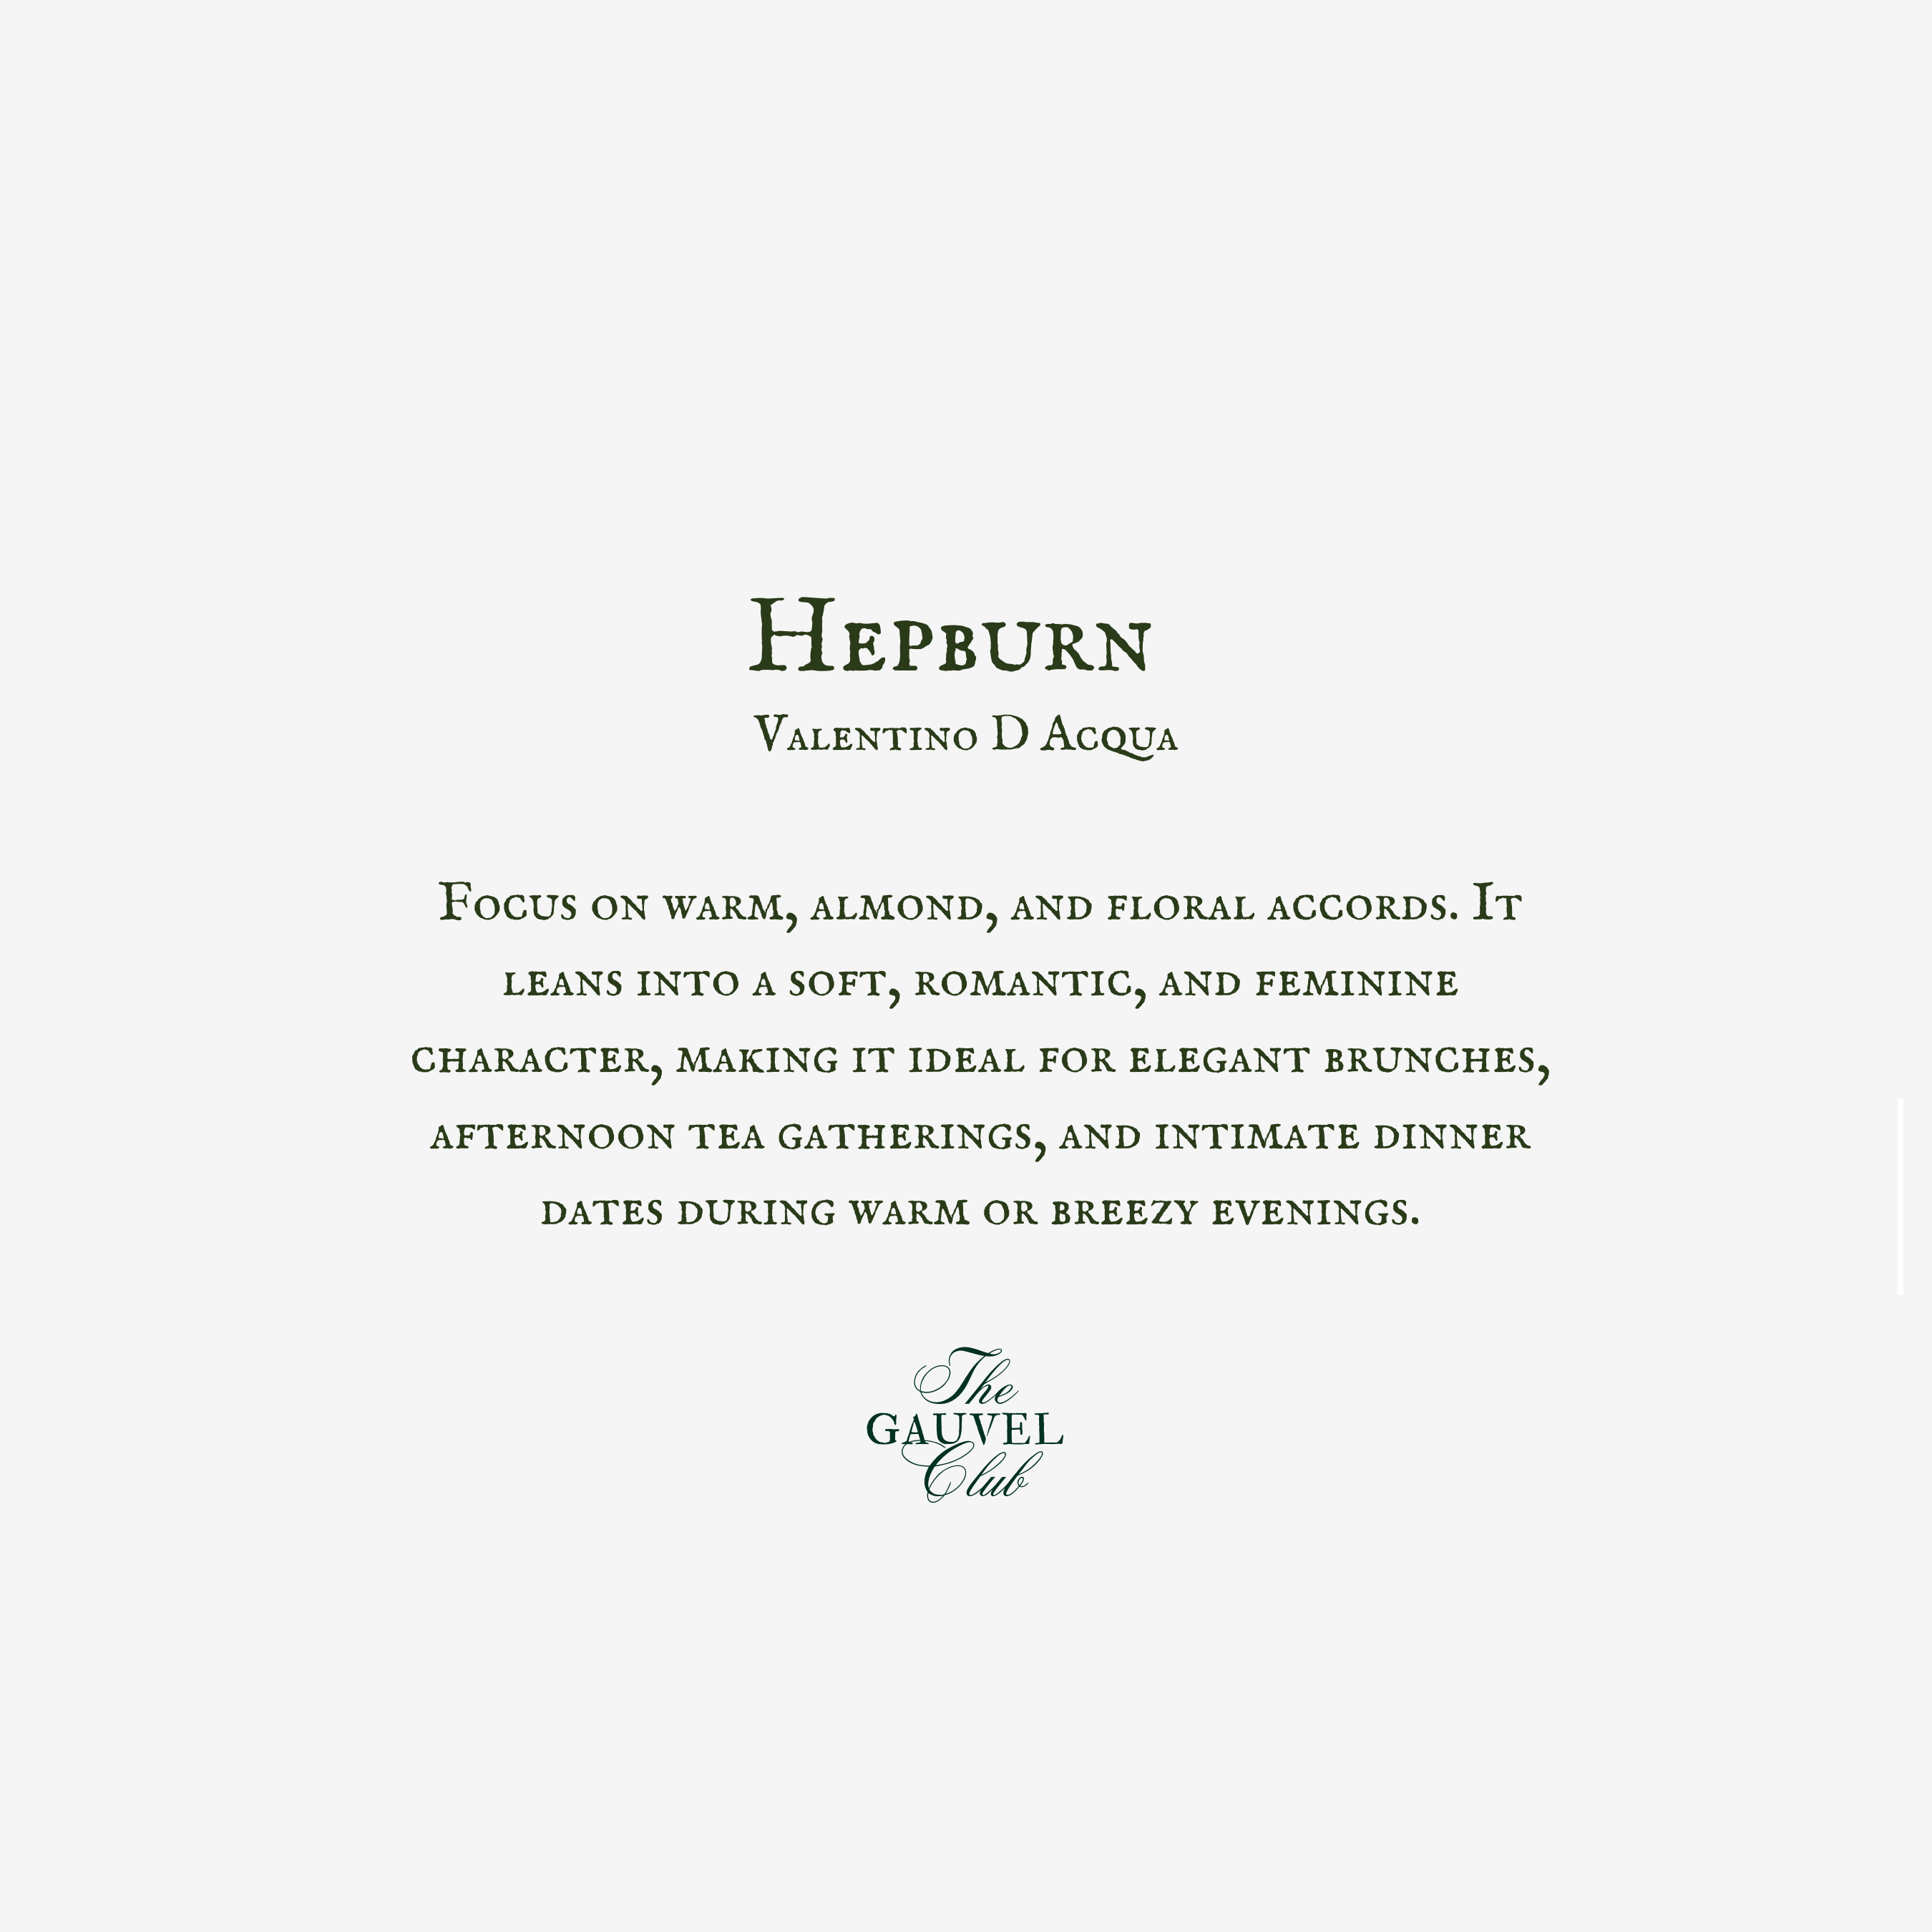 Hepburn
Valentino D Acqua
Focus on warm, almond, and floral accords. It
leans into a soft, romantic, and feminine
character, making it ideal for elegant brunches,
afternoon tea gatherings, and intimate dinner
dates during warm or breezy evenings.
The
GAUVEL
Club